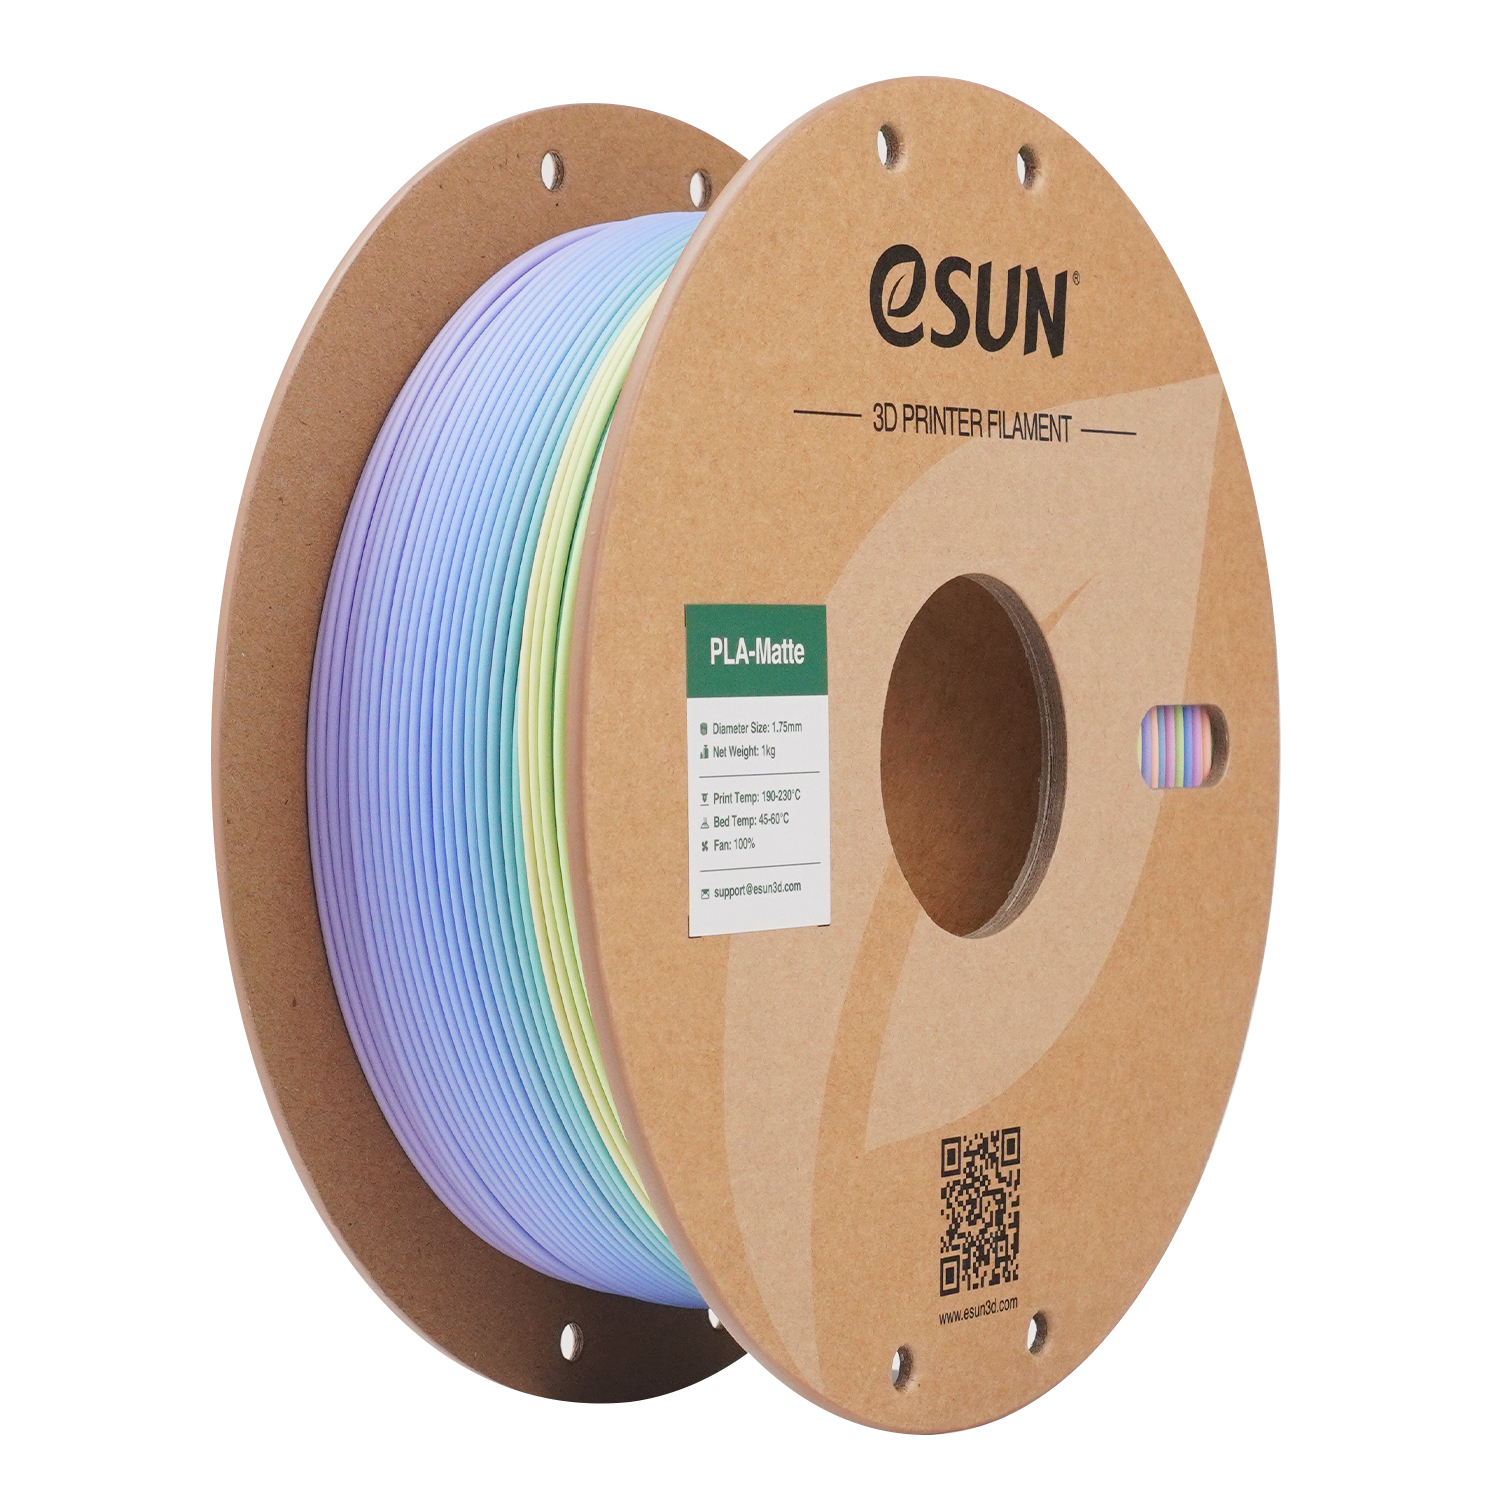 eSUN®
3D PRINTER FILAMENT
PLA-Matte
Diameter Size: 1.75mm
Net Weight: 1kg
Print Temp: 190-230°C
Bed Temp: 45-60°C
Fan: 100%
support@esun3d.com
www.esun3d.com